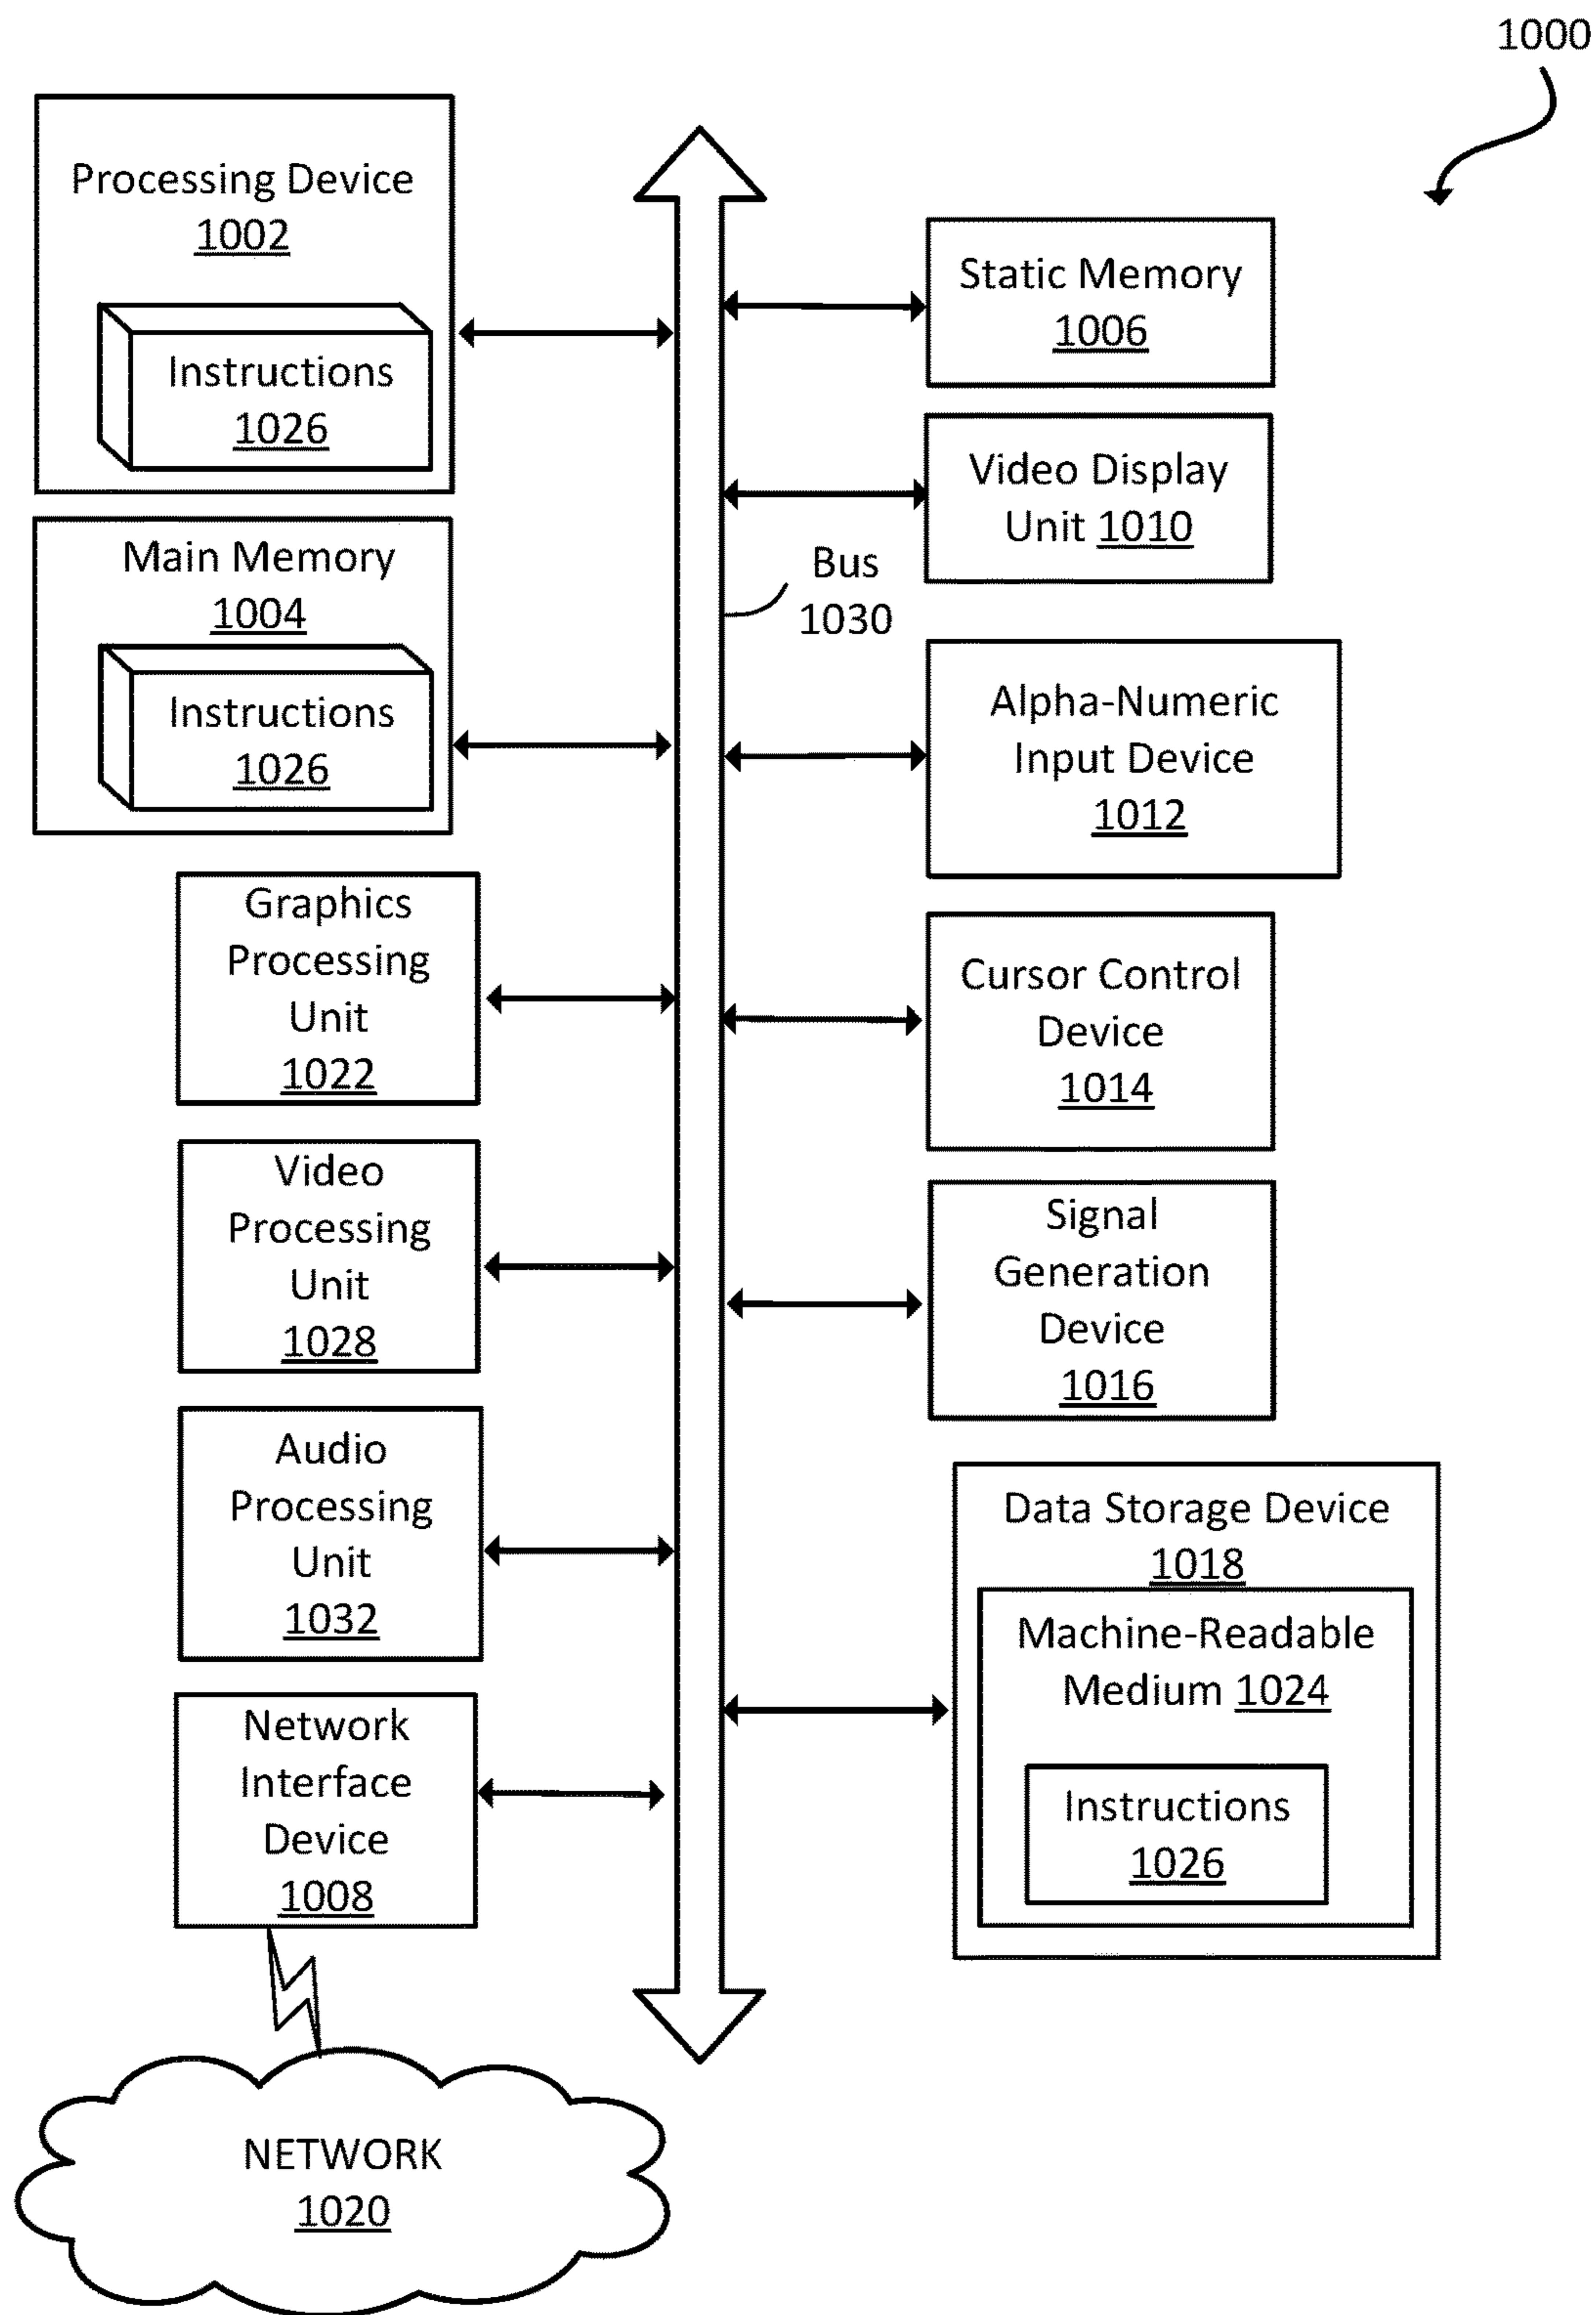 1000
Processing Device
1002
Instructions
1026
Main Memory
1004
Instructions
1026
Graphics
Processing
Unit
1022
Video
Processing
Unit
1028
Audio
Processing
Unit
1032
Network
Interface
Device
1008
NETWORK
1020
Bus
1030
Static Memory
1006
Video Display
Unit 1010
Alpha-Numeric
Input Device
1012
Cursor Control
Device
1014
Signal
Generation
Device
1016
Data Storage Device
1018
Machine-Readable
Medium 1024
Instructions
1026